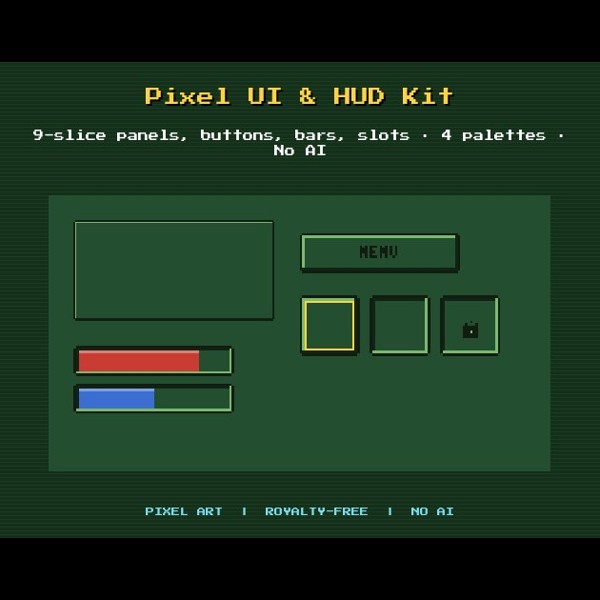 Pixel UI & HUD Kit
9-slice panels, buttons, bars, slots · 4 palettes ·
No AI
MENU
PIXEL ART | ROYALTY-FREE | NO AI